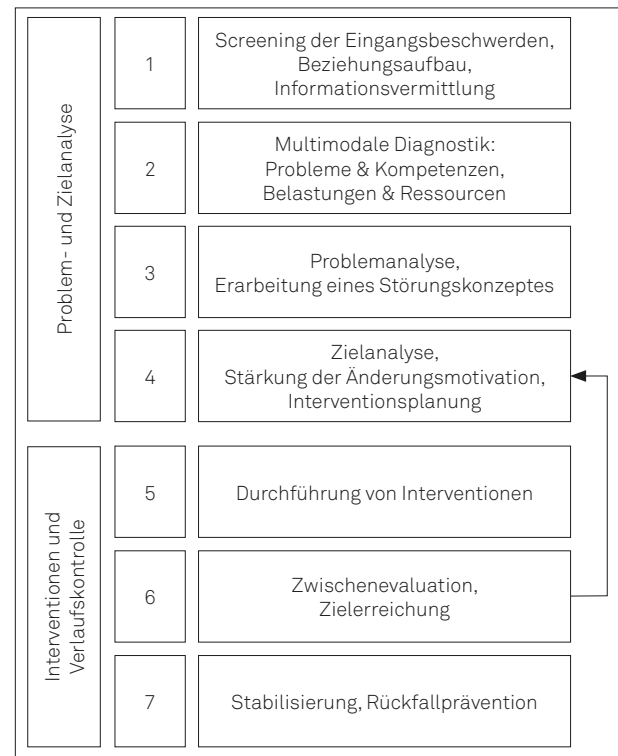 Problem- und Zielanalyse
1
Screening der Eingangsbeschwerden,
Beziehungsaufbau,
Informationsvermittlung
2
Multimodale Diagnostik:
Probleme & Kompetenzen,
Belastungen & Ressourcen
3
Problemanalyse,
Erarbeitung eines Störungskonzeptes
4
Zielanalyse,
Stärkung der Änderungsmotivation,
Interventionsplanung
Interventionen und
Verlaufskontrolle
5
Durchführung von Interventionen
6
Zwischenevaluation,
Zielerreichung
7
Stabilisierung, Rückfallprävention